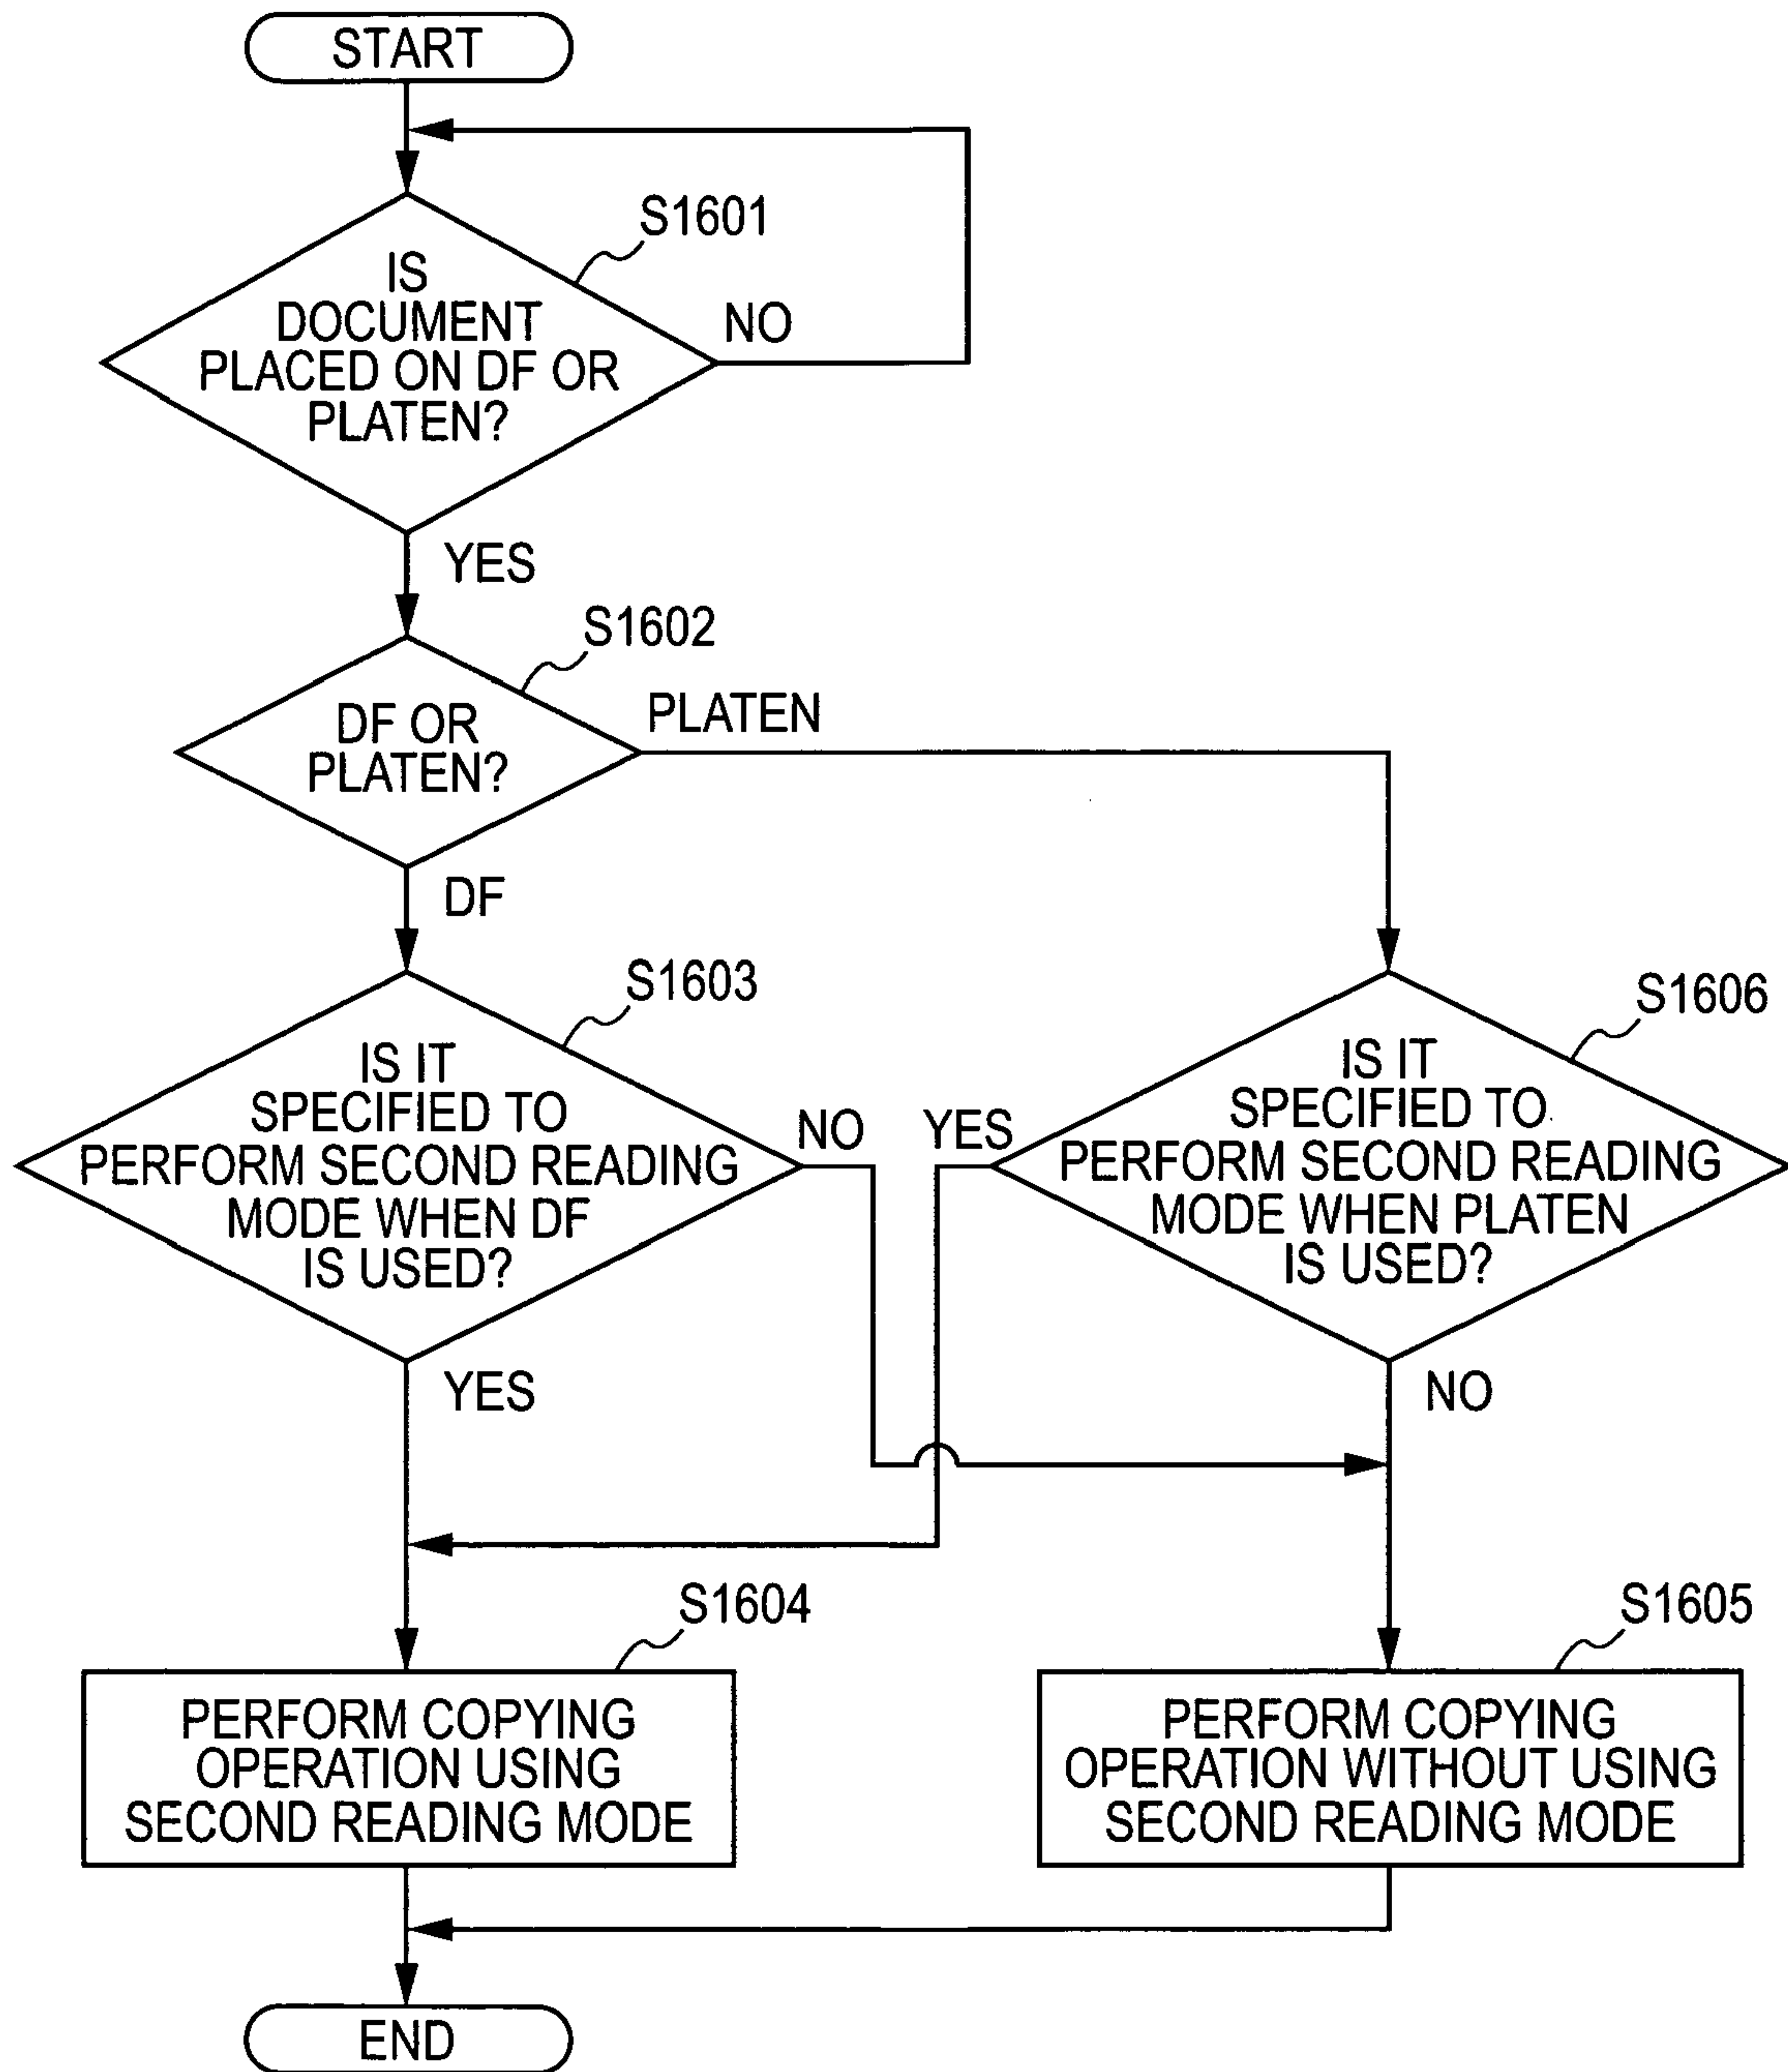 START
S1601
IS
DOCUMENT
PLACED ON DF OR
PLATEN?
NO
YES
S1602
DF OR
PLATEN?
PLATEN
DF
S1603
IS IT
SPECIFIED TO
PERFORM SECOND READING
MODE WHEN DF
IS USED?
NO
YES
S1606
IS IT
SPECIFIED TO
PERFORM SECOND READING
MODE WHEN PLATEN
IS USED?
YES
NO
S1604
PERFORM COPYING
OPERATION USING
SECOND READING MODE
S1605
PERFORM COPYING
OPERATION WITHOUT USING
SECOND READING MODE
END